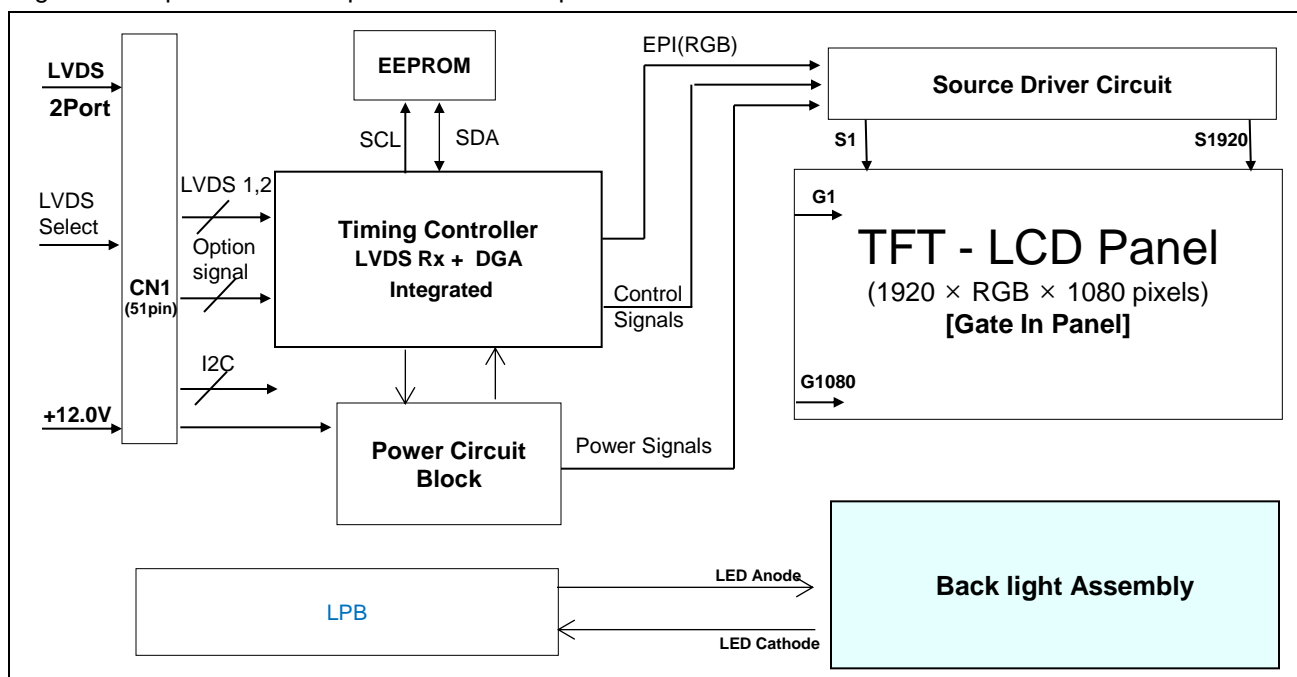 EEPROM
EPI(RGB)
Source Driver Circuit
LVDS
2Port
SCL
SDA
S1
S1920
LVDS
Select
LVDS 1,2
Option
signal
CN1
(51pin)
Timing Controller
LVDS Rx + DGA
Integrated
Control
Signals
G1
TFT - LCD Panel
(1920 × RGB × 1080 pixels)
[Gate In Panel]
G1080
I2C
+12.0V
Power Circuit
Block
Power Signals
LPB
LED Anode
LED Cathode
Back light Assembly